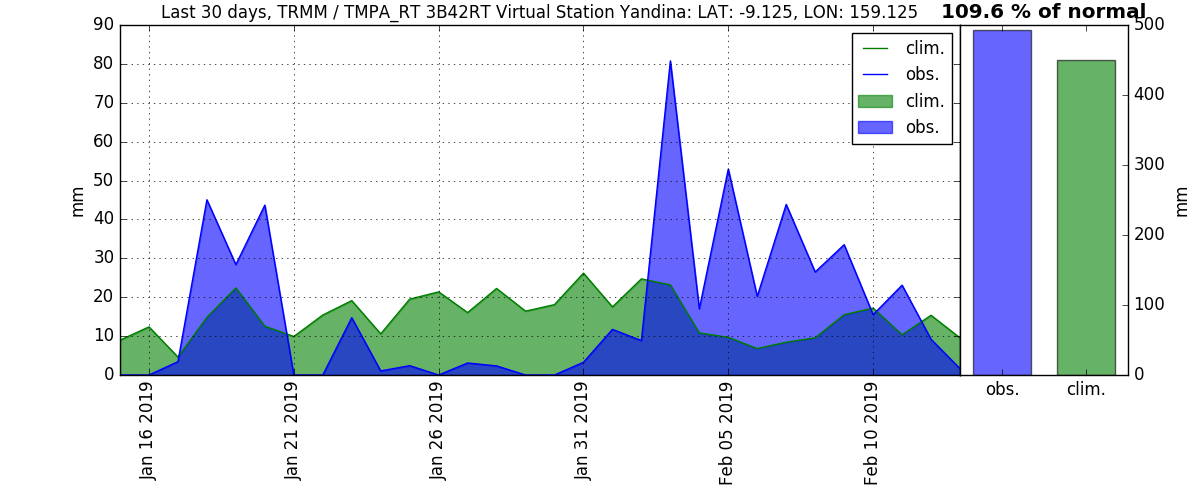 Last 30 days, TRMM / TMPA_RT 3B42RT Virtual Station Yandina: LAT: -9.125, LON: 159.125
109.6 % of normal
90
80
70
60
50
40
30
20
10
0
mm
clim.
obs.
clim.
obs.
500
400
300
200
100
0
mm
obs.
clim.
Jan 16 2019
Jan 21 2019
Jan 26 2019
Jan 31 2019
Feb 05 2019
Feb 10 2019